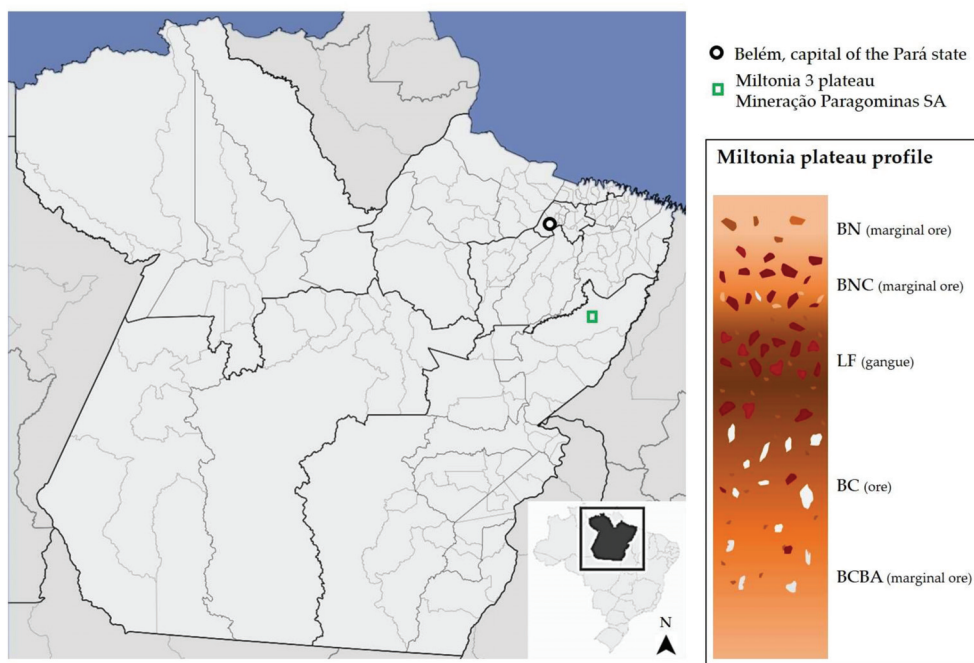 Belém, capital of the Pará state
Miltonia 3 plateau
Mineração Paragominas SA
Miltonia plateau profile
BN (marginal ore)
BNC (marginal ore)
LF (gangue)
BC (ore)
BCBA (marginal ore)
N